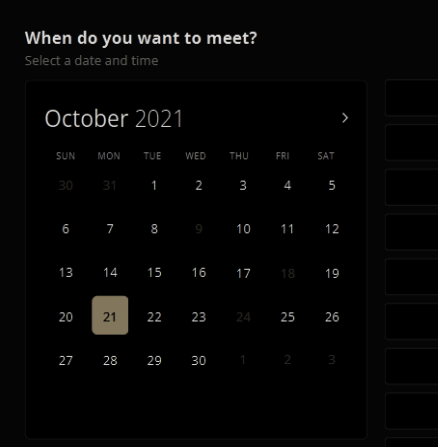 When do you want to meet?
Select a date and time
October 2021 >
SUN MON TUE WED THU FRI SAT
30 31 1 2 3 4 5
6 7 8 9 10 11 12
13 14 15 16 17 18 19
20 21 22 23 24 25 26
27 28 29 30 1 2 3